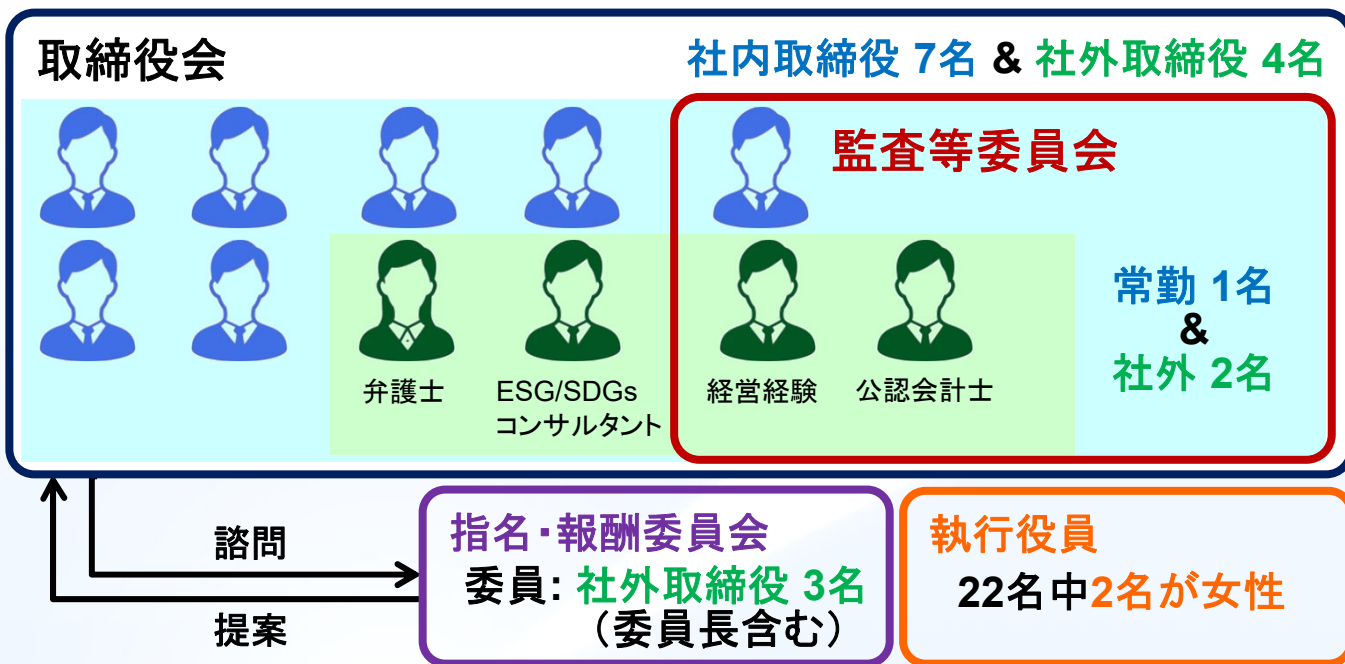 取締役会
社内取締役 7名 & 社外取締役 4名
監査等委員会
常勤 1名
&
社外 2名
弁護士
ESG/SDGs
コンサルタント
経営経験
公認会計士
諮問
提案
指名・報酬委員会
委員: 社外取締役 3名
（委員長含む）
執行役員
22名中2名が女性